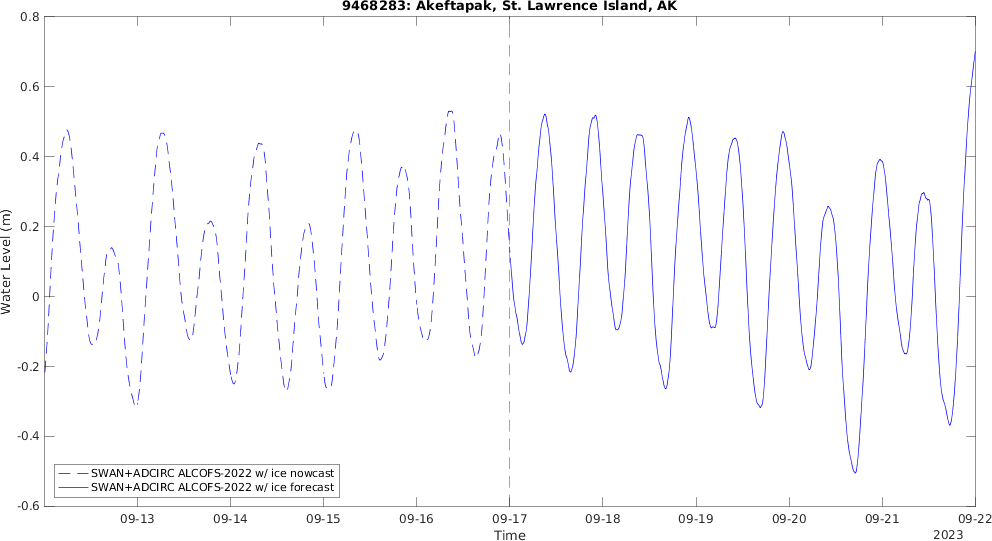 9468283: Akeftapak, St. Lawrence Island, AK
0.8
0.6
0.4
0.2
0
-0.2
-0.4
-0.6
Water Level (m)
SWAN+ADCIRC ALCOFS-2022 w/ ice nowcast
SWAN+ADCIRC ALCOFS-2022 w/ ice forecast
09-13 09-14 09-15 09-16 09-17 09-18 09-19 09-20 09-21 09-22
Time
2023